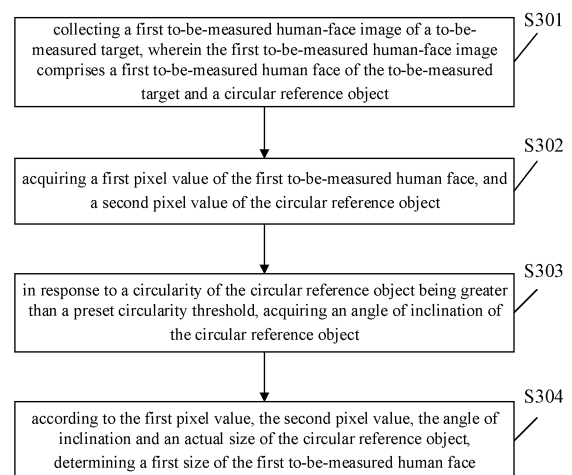 S301
collecting a first to-be-measured human-face image of a to-be-
measured target, wherein the first to-be-measured human-face image
comprises a first to-be-measured human face of the to-be-measured
target and a circular reference object
S302
acquiring a first pixel value of the first to-be-measured human face, and
a second pixel value of the circular reference object
S303
in response to a circularity of the circular reference object being greater
than a preset circularity threshold, acquiring an angle of inclination of
the circular reference object
S304
according to the first pixel value, the second pixel value, the angle of
inclination and an actual size of the circular reference object,
determining a first size of the first to-be-measured human face